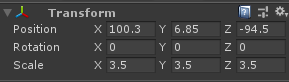 Transform
Position X 100.3 Y 6.85 Z -94.5
Rotation X 0 Y 0 Z 0
Scale X 3.5 Y 3.5 Z 3.5